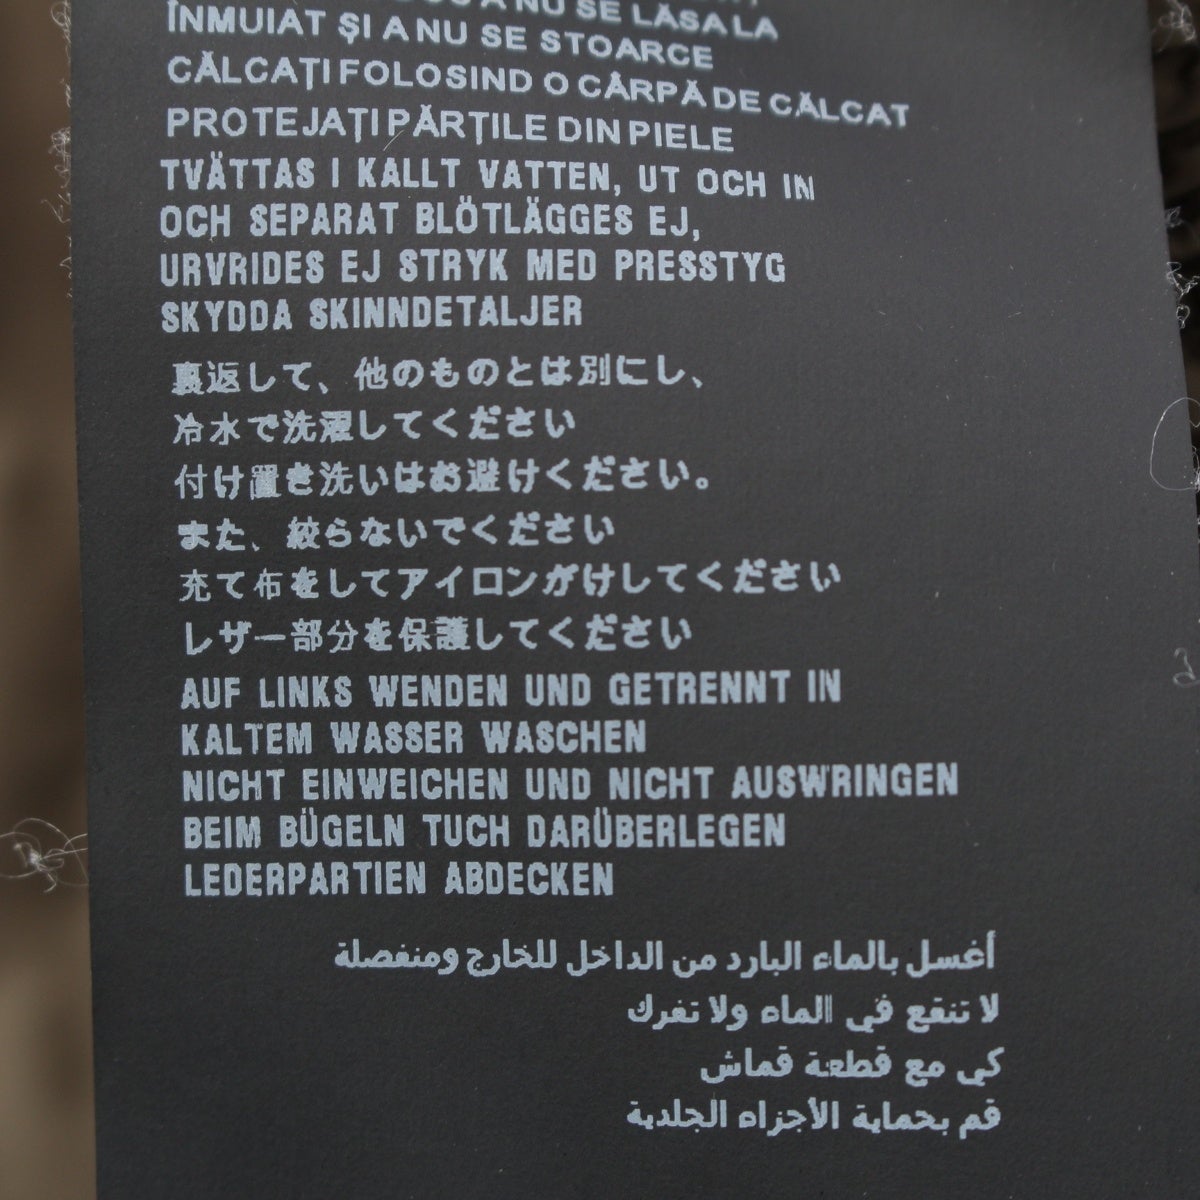 A NU SE LĂSA LA
ÎNMUIAT ŞI A NU SE STOARCE
CĂLCAŢI FOLOSIND O CÂRPĂ DE CĂLCAT
PROTEJAŢI PĂRŢILE DIN PIELE
TVÄTTAS I KALLT VATTEN, UT OCH IN
OCH SEPARAT BLÖTLÄGGES EJ,
URVRIDES EJ STRYK MED PRESSTYG
SKYDDA SKINNDETALJER
裏返して、他のものとは別にし、
冷水で洗濯してください
付け置き洗いはお避けください。
また、絞らないでください
充て布をしてアイロンがけしてください
レザー部分を保護してください
AUF LINKS WENDEN UND GETRENNT IN
KALTEM WASSER WASCHEN
NICHT EINWEICHEN UND NICHT AUSWRINGEN
BEIM BÜGELN TUCH DARÜBERLEGEN
LEDERPARTIEN ABDECKEN
أغسل بالماء البارد من الداخل للخارج ومنفصلة
لا تنقع في الماء ولا تفرك
كي مع قطعة قماش
قم بحماية الأجزاء الجلدية